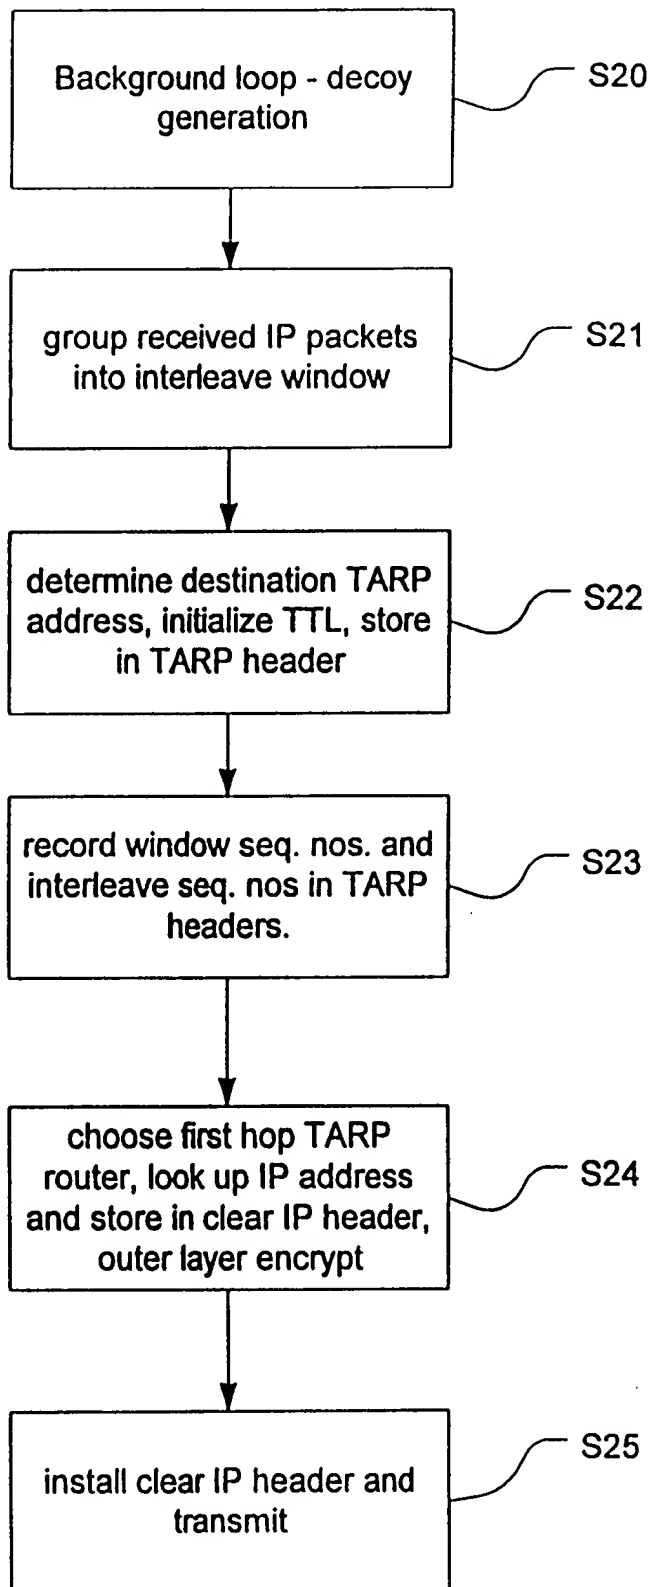 Background loop - decoy
generation
S20
group received IP packets
into interleave window
S21
determine destination TARP
address, initialize TTL, store
in TARP header
S22
record window seq. nos. and
interleave seq. nos in TARP
headers.
S23
choose first hop TARP
router, look up IP address
and store in clear IP header,
outer layer encrypt
S24
install clear IP header and
transmit
S25